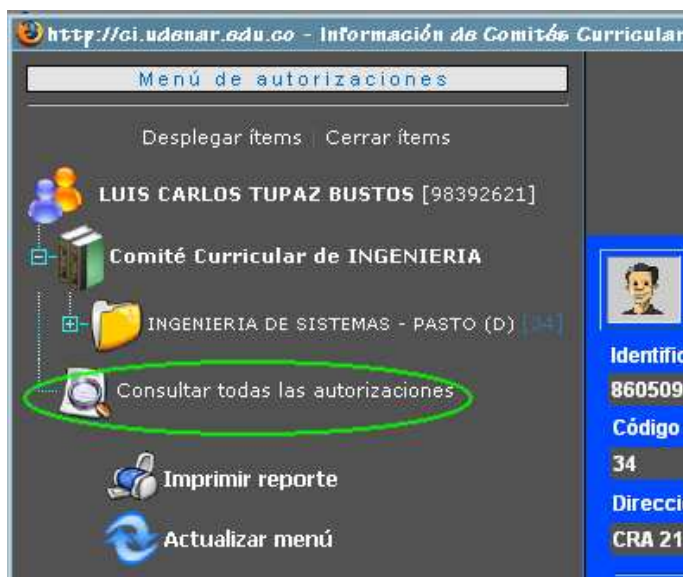 http://ci.udenar.edu.co - Información de Comités Curricular
Menú de autorizaciones
Desplegar ítems | Cerrar ítems
LUIS CARLOS TUPAZ BUSTOS [98392621]
Comité Curricular de INGENIERIA
INGENIERIA DE SISTEMAS - PASTO (D) [34]
Consultar todas las autorizaciones
Imprimir reporte
Actualizar menú
Identific
860509
Código
34
Direcci
CRA 21